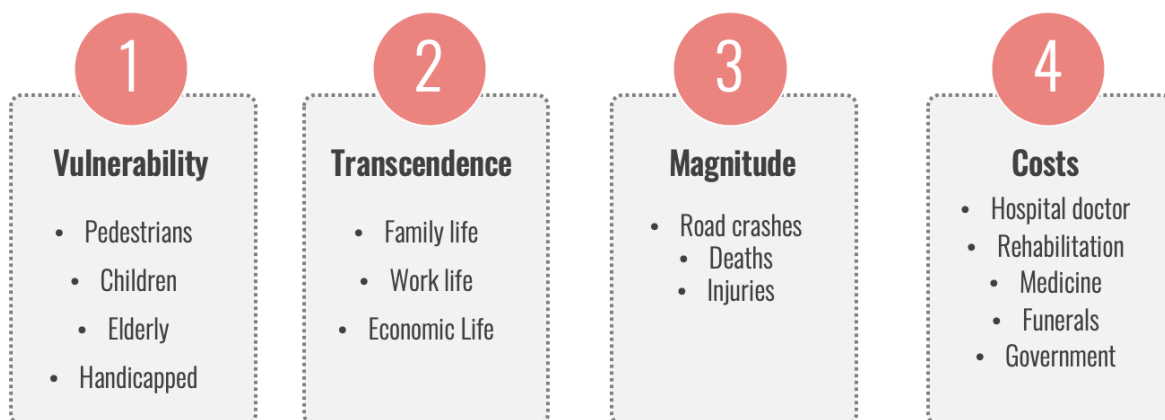 1
Vulnerability
• Pedestrians
• Children
• Elderly
• Handicapped
2
Transcendence
• Family life
• Work life
• Economic Life
3
Magnitude
• Road crashes
• Deaths
• Injuries
4
Costs
• Hospital doctor
• Rehabilitation
• Medicine
• Funerals
• Government